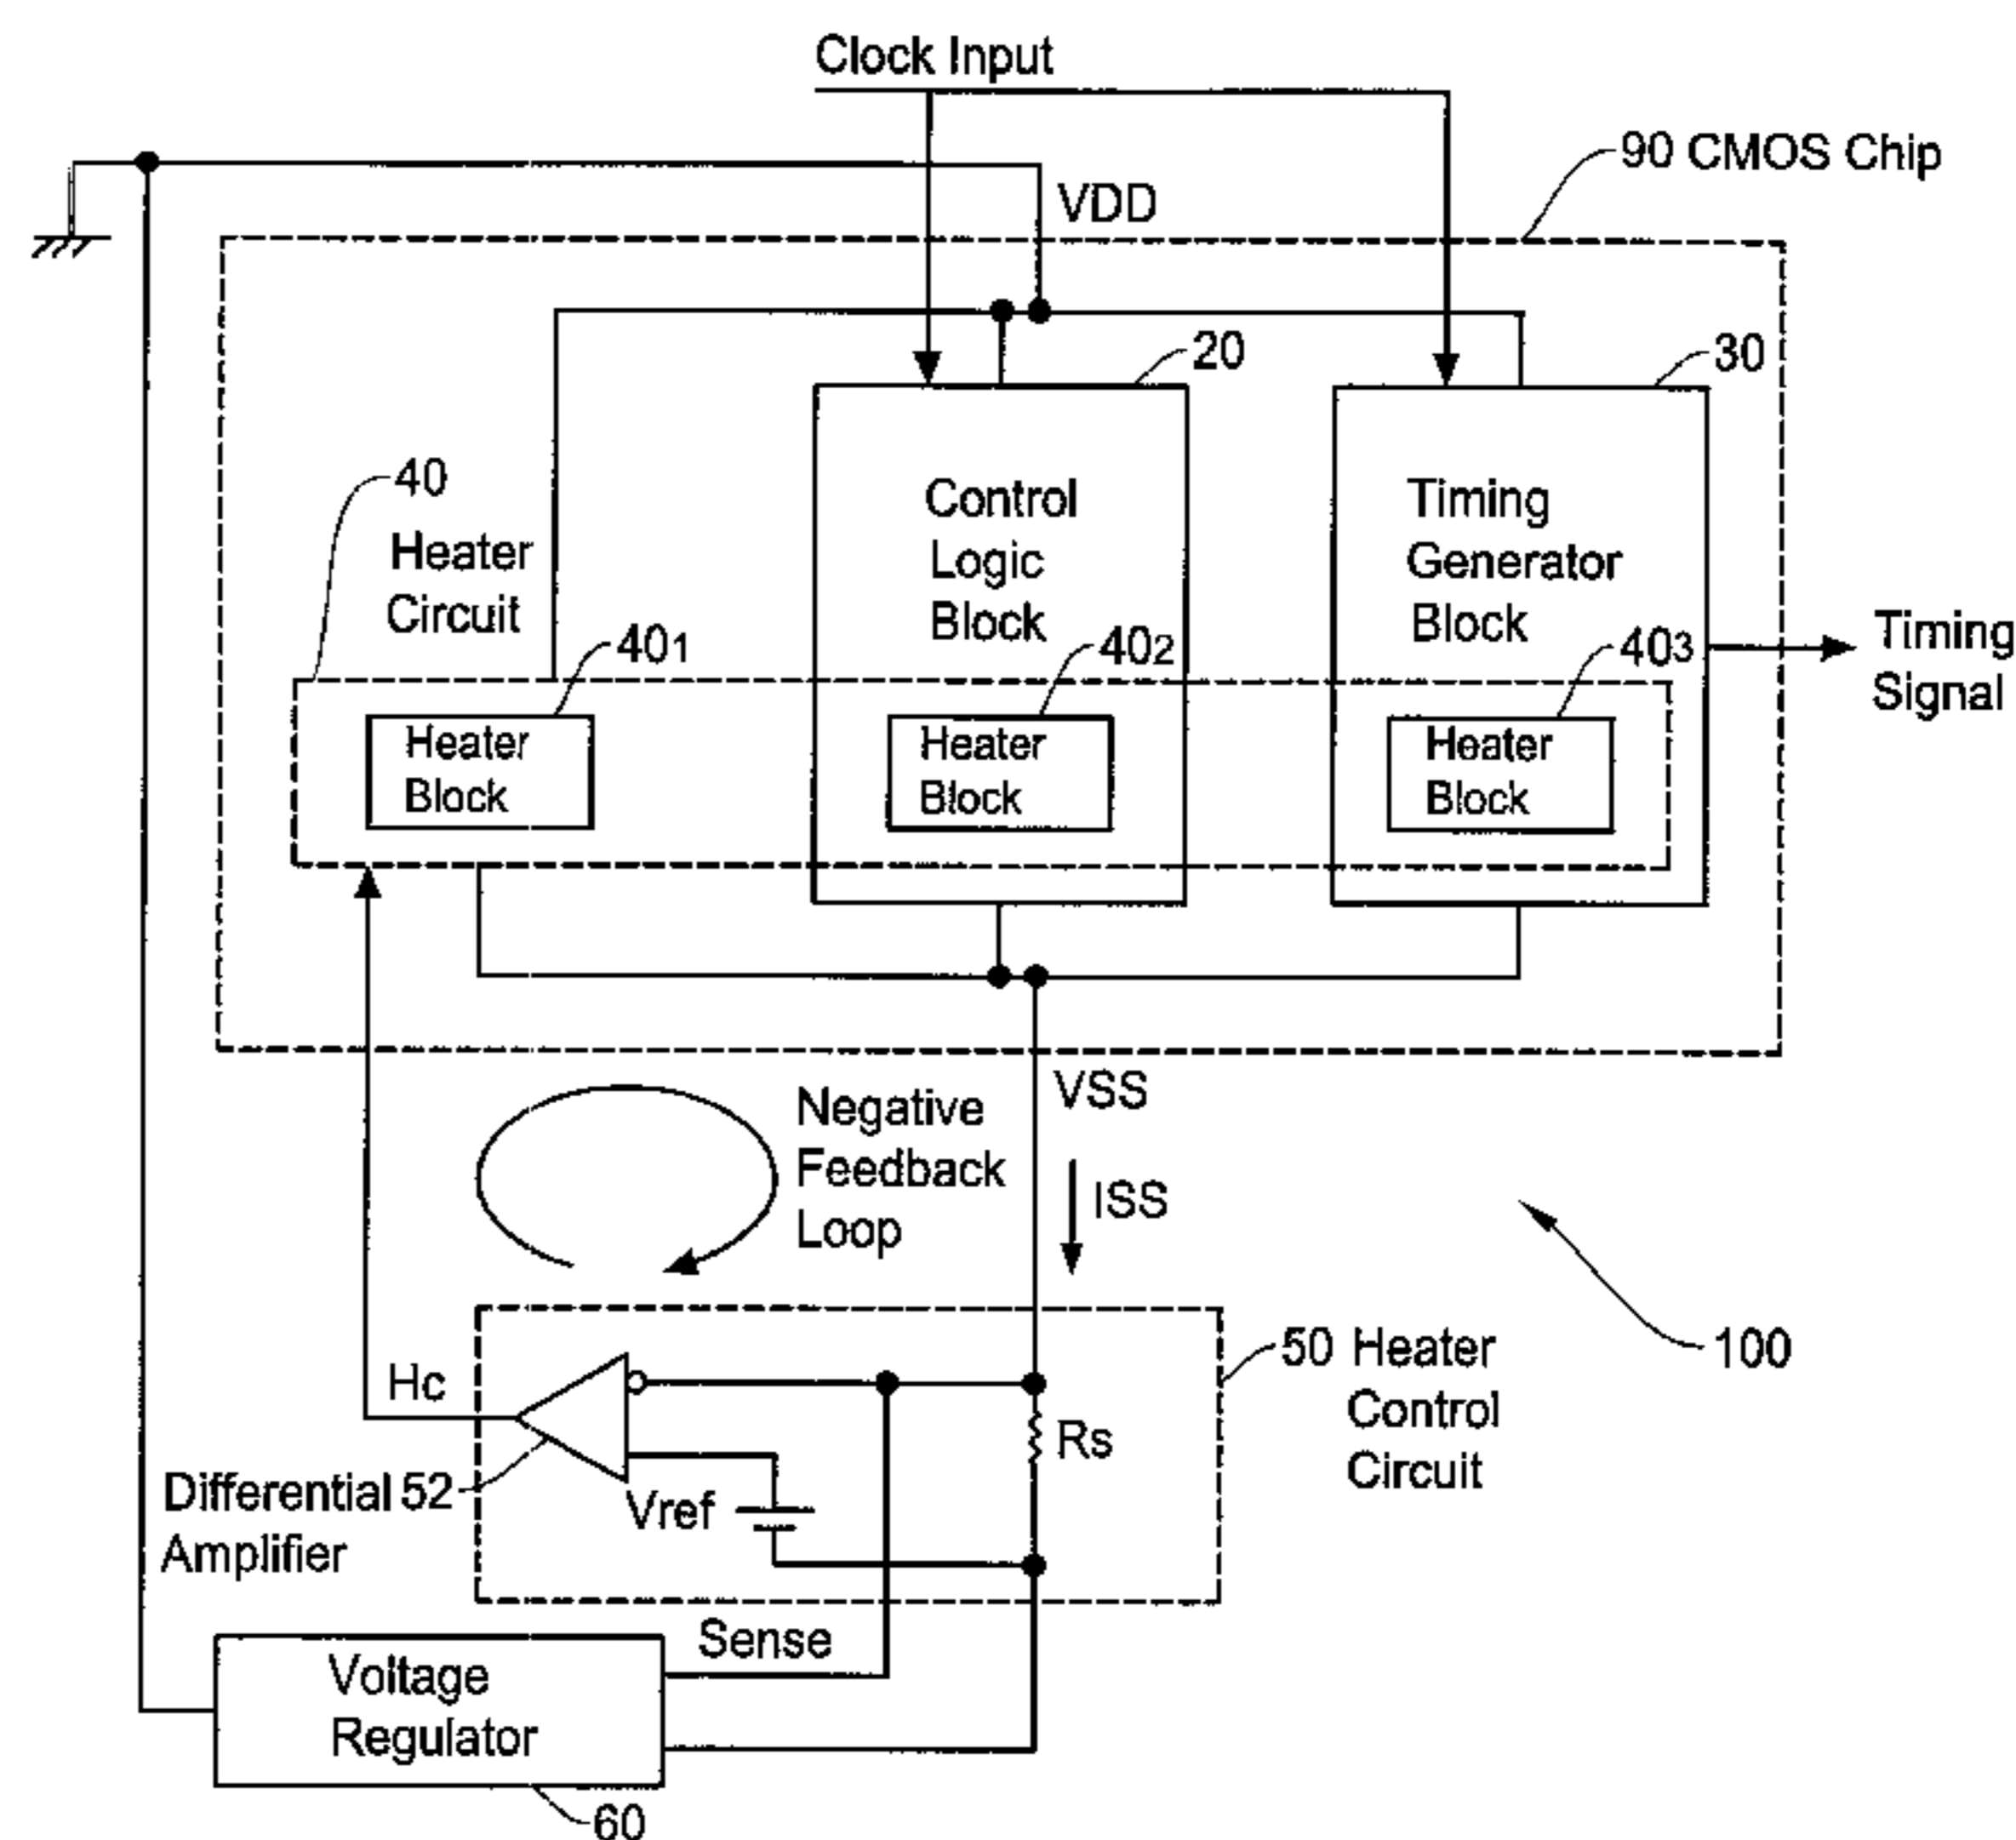 Clock Input
90 CMOS Chip
VDD
20
30
40
Heater
Circuit
Control
Logic
Block
Timing
Generator
Block
401
402
403
Timing
Signal
Heater
Block
Heater
Block
Heater
Block
VSS
Negative
Feedback
Loop
ISS
100
50 Heater
Control
Circuit
Hc
Rs
Differential 52
Amplifier
Vref
Sense
Voltage
Regulator
60